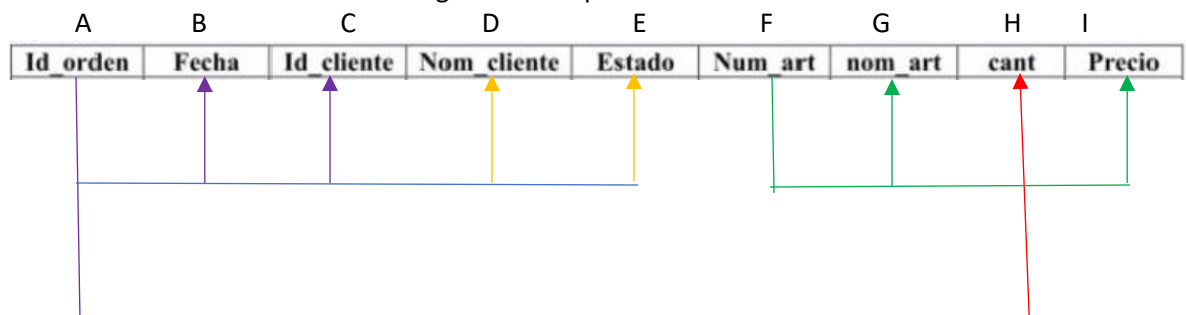 A B C D E F G H I
Id_orden Fecha Id_cliente Nom_cliente Estado Num_art nom_art cant Precio